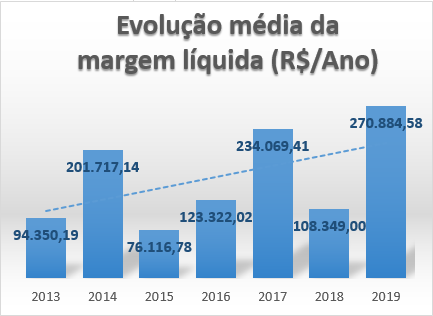 Evolução média da
margem líquida (R$/Ano)
94.350,19
201.717,14
76.116,78
123.322,02
234.069,41
108.349,00
270.884,58
2013 2014 2015 2016 2017 2018 2019